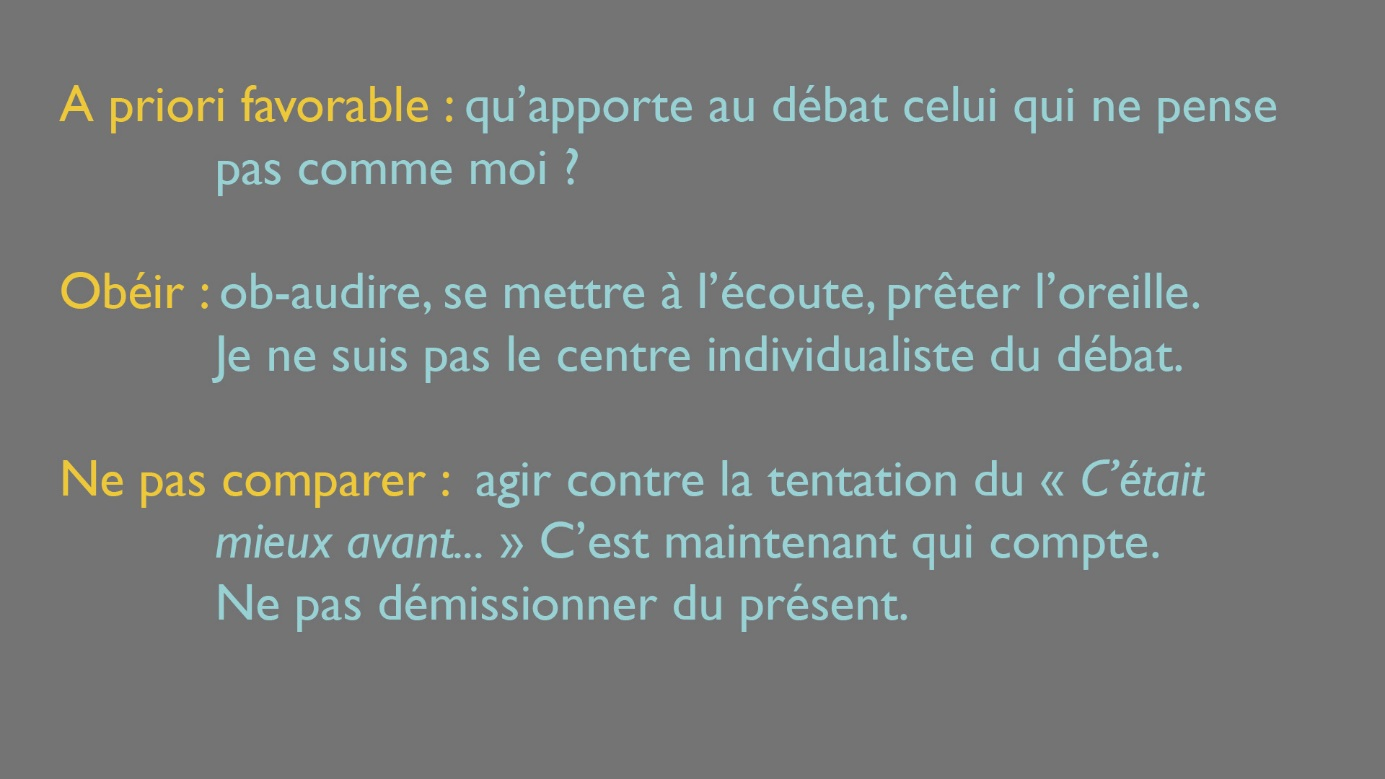 A priori favorable : qu’apporte au débat celui qui ne pense
pas comme moi ?
Obéir : ob-audire, se mettre à l’écoute, prêter l’oreille.
Je ne suis pas le centre individualiste du débat.
Ne pas comparer :  agir contre la tentation du « C’était
mieux avant... » C’est maintenant qui compte.
Ne pas démissionner du présent.